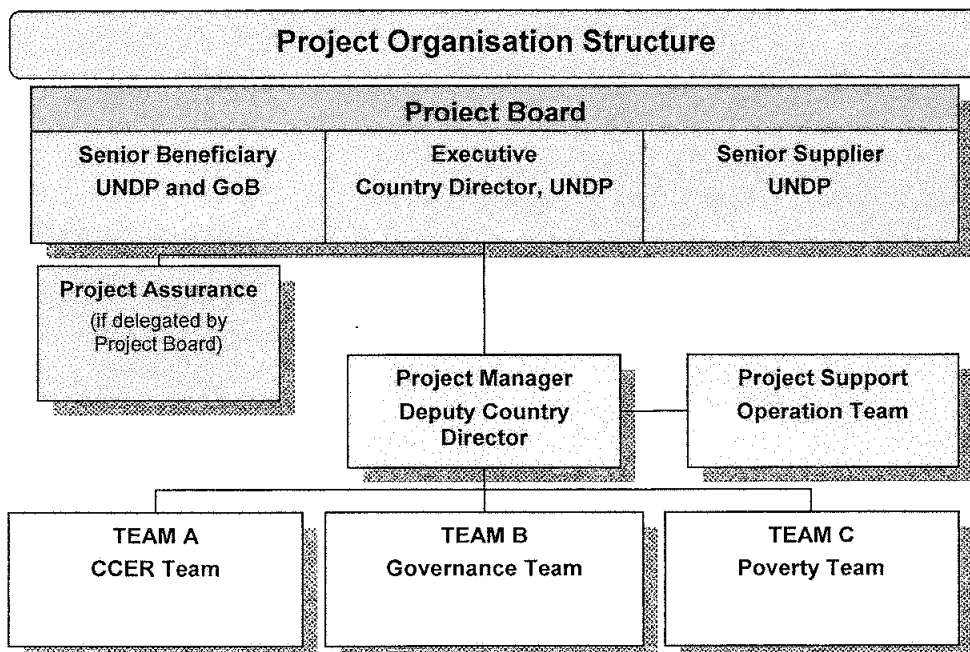 Project Organisation Structure
Project Board
Senior Beneficiary
UNDP and GoB
Executive
Country Director, UNDP
Senior Supplier
UNDP
Project Assurance
(if delegated by
Project Board)
Project Manager
Deputy Country
Director
Project Support
Operation Team
TEAM A
CCER Team
TEAM B
Governance Team
TEAM C
Poverty Team